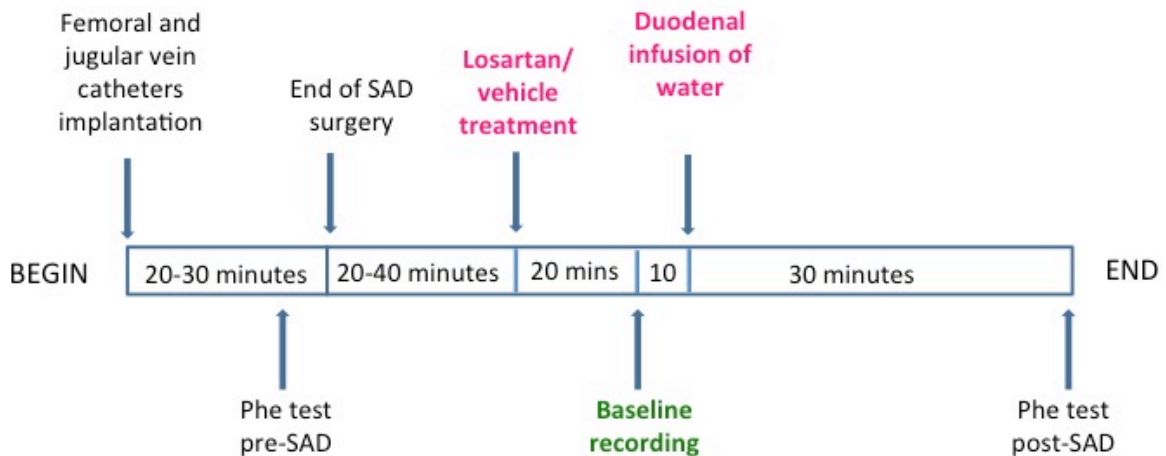 Femoral and
jugular vein
catheters
implantation
End of SAD
surgery
Losartan/
vehicle
treatment
Duodenal
infusion of
water
BEGIN
20-30 minutes
20-40 minutes
20 mins
10
30 minutes
END
Phe test
pre-SAD
Baseline
recording
Phe test
post-SAD